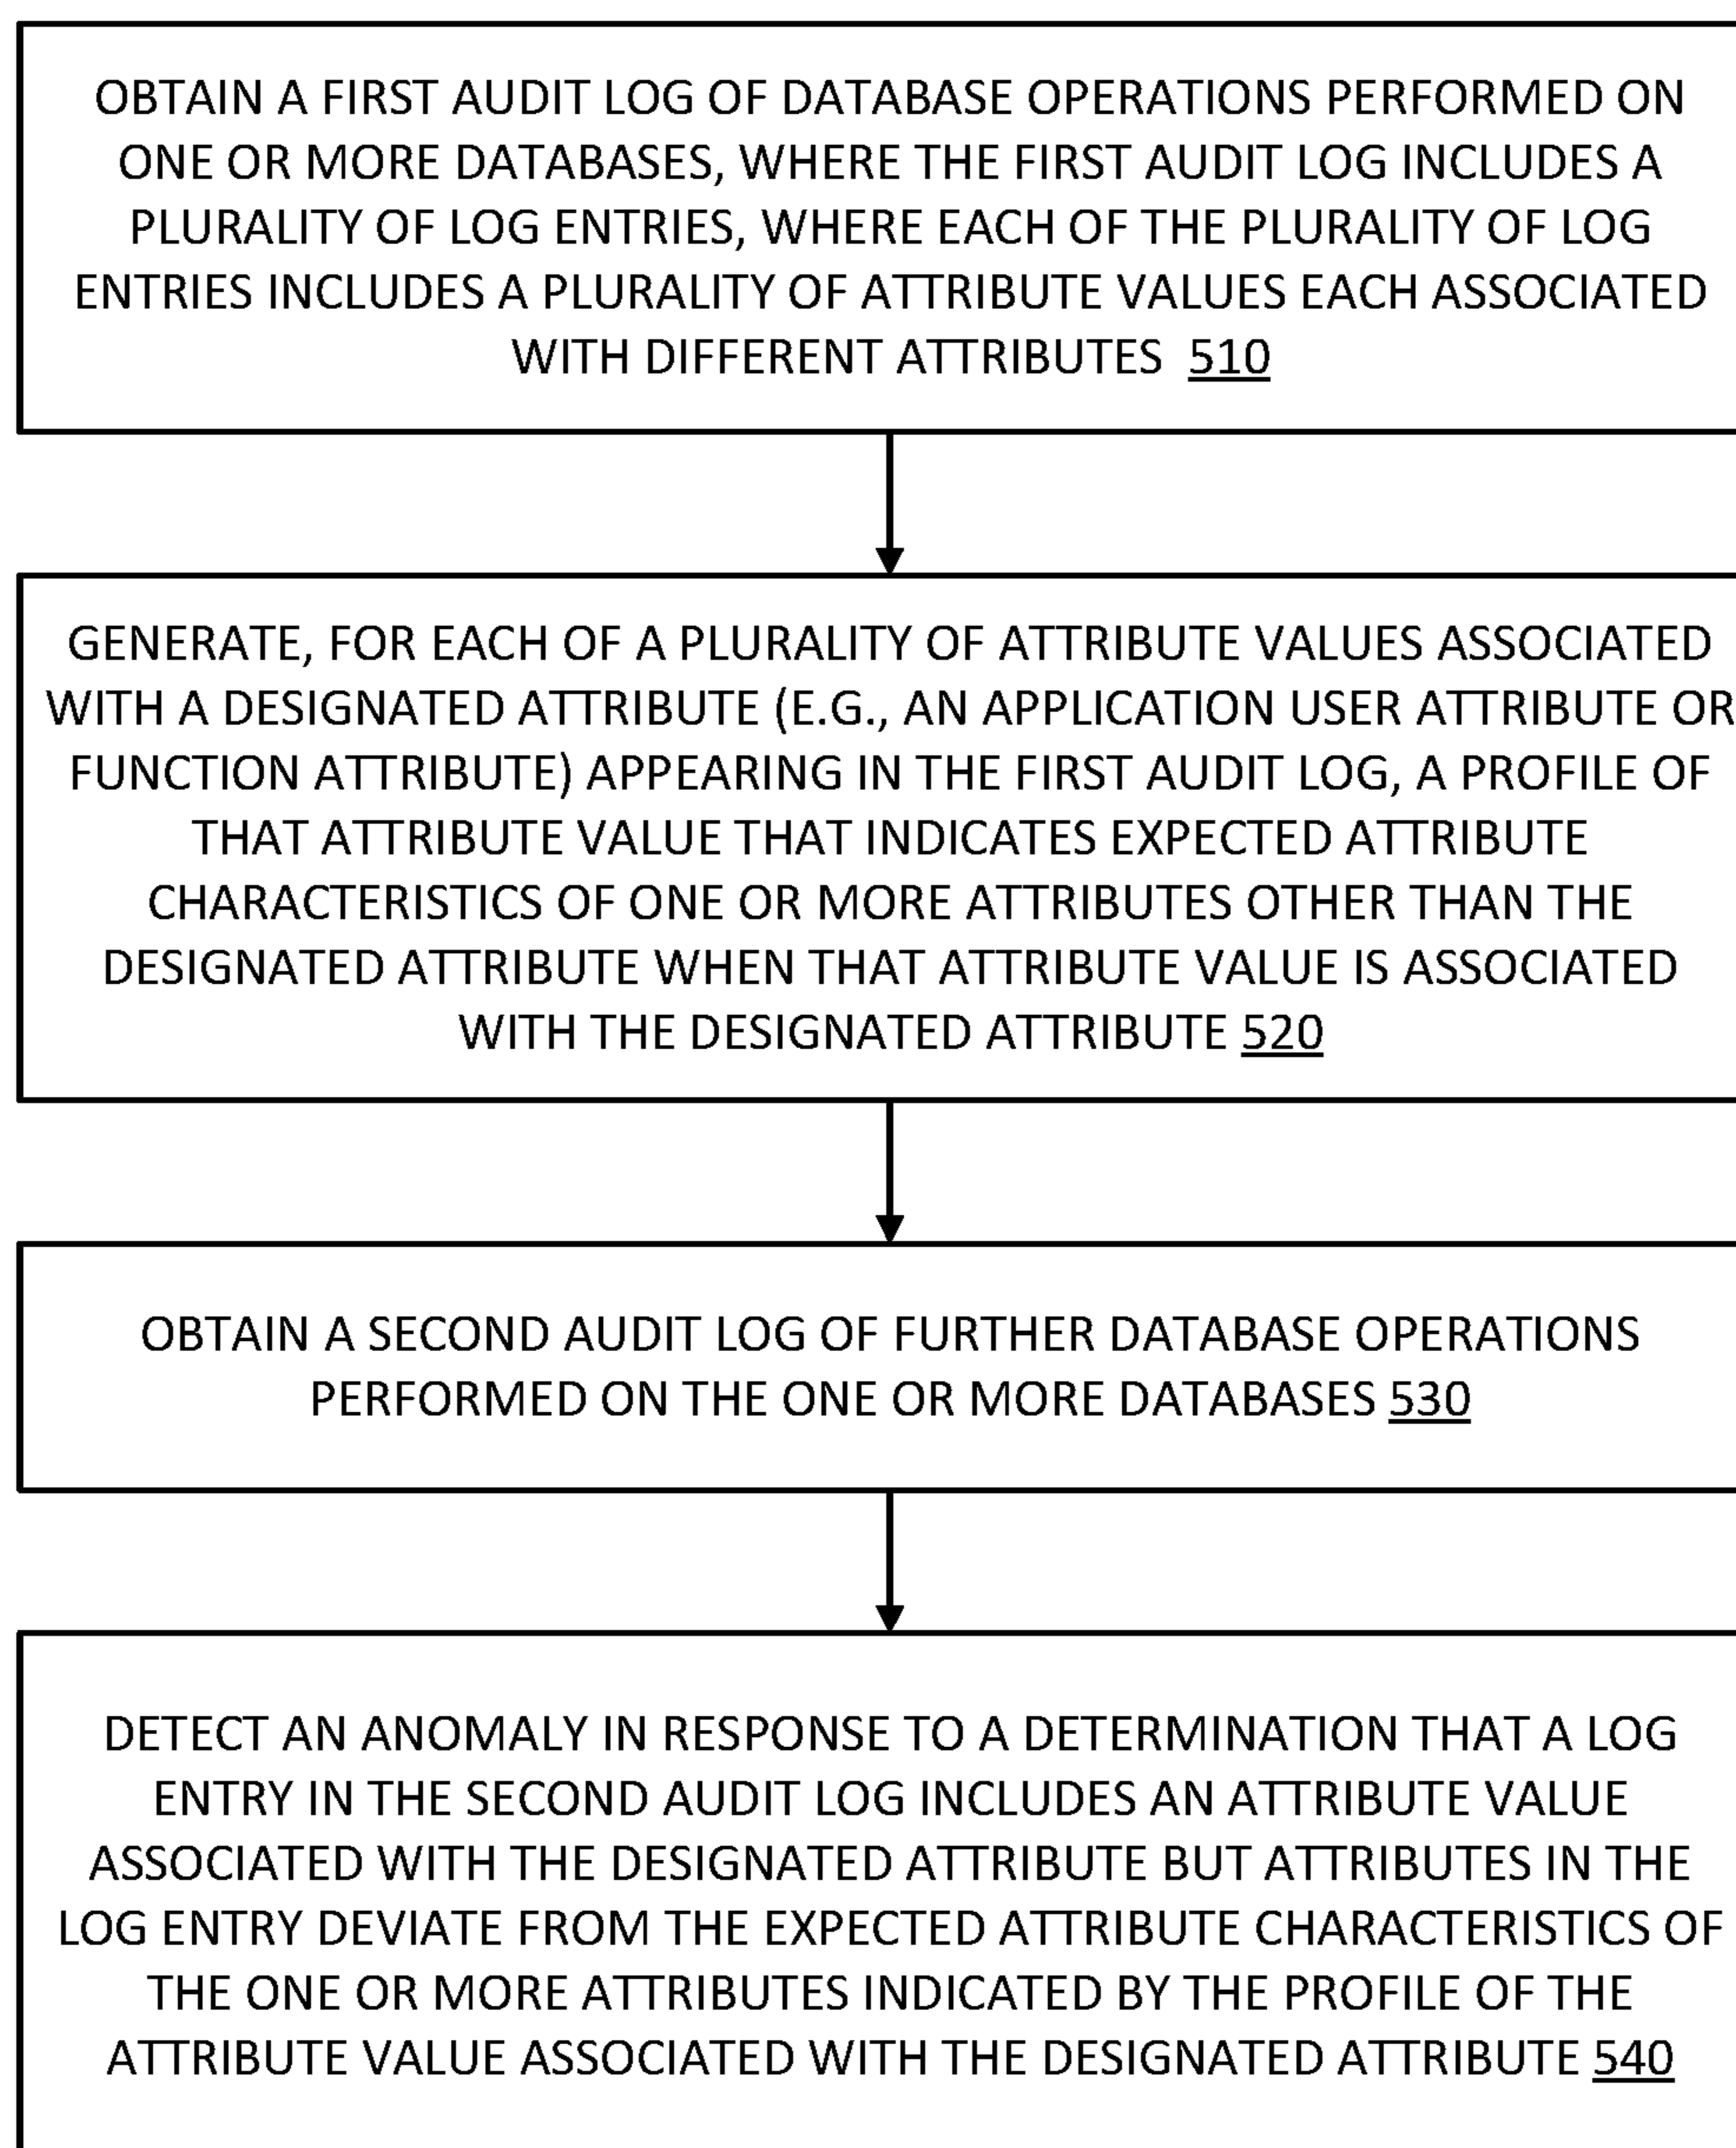 OBTAIN A FIRST AUDIT LOG OF DATABASE OPERATIONS PERFORMED ON
ONE OR MORE DATABASES, WHERE THE FIRST AUDIT LOG INCLUDES A
PLURALITY OF LOG ENTRIES, WHERE EACH OF THE PLURALITY OF LOG
ENTRIES INCLUDES A PLURALITY OF ATTRIBUTE VALUES EACH ASSOCIATED
WITH DIFFERENT ATTRIBUTES 510
GENERATE, FOR EACH OF A PLURALITY OF ATTRIBUTE VALUES ASSOCIATED
WITH A DESIGNATED ATTRIBUTE (E.G., AN APPLICATION USER ATTRIBUTE OR
FUNCTION ATTRIBUTE) APPEARING IN THE FIRST AUDIT LOG, A PROFILE OF
THAT ATTRIBUTE VALUE THAT INDICATES EXPECTED ATTRIBUTE
CHARACTERISTICS OF ONE OR MORE ATTRIBUTES OTHER THAN THE
DESIGNATED ATTRIBUTE WHEN THAT ATTRIBUTE VALUE IS ASSOCIATED
WITH THE DESIGNATED ATTRIBUTE 520
OBTAIN A SECOND AUDIT LOG OF FURTHER DATABASE OPERATIONS
PERFORMED ON THE ONE OR MORE DATABASES 530
DETECT AN ANOMALY IN RESPONSE TO A DETERMINATION THAT A LOG
ENTRY IN THE SECOND AUDIT LOG INCLUDES AN ATTRIBUTE VALUE
ASSOCIATED WITH THE DESIGNATED ATTRIBUTE BUT ATTRIBUTES IN THE
LOG ENTRY DEVIATE FROM THE EXPECTED ATTRIBUTE CHARACTERISTICS OF
THE ONE OR MORE ATTRIBUTES INDICATED BY THE PROFILE OF THE
ATTRIBUTE VALUE ASSOCIATED WITH THE DESIGNATED ATTRIBUTE 540